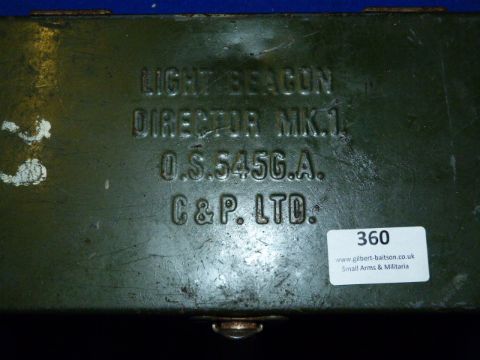 LIGHT BEACON
DIRECTOR MK.1.
O.S.545G.A.
C & P. LTD.
360
www.gilbert-baitson.co.uk
Small Arms & Militaria